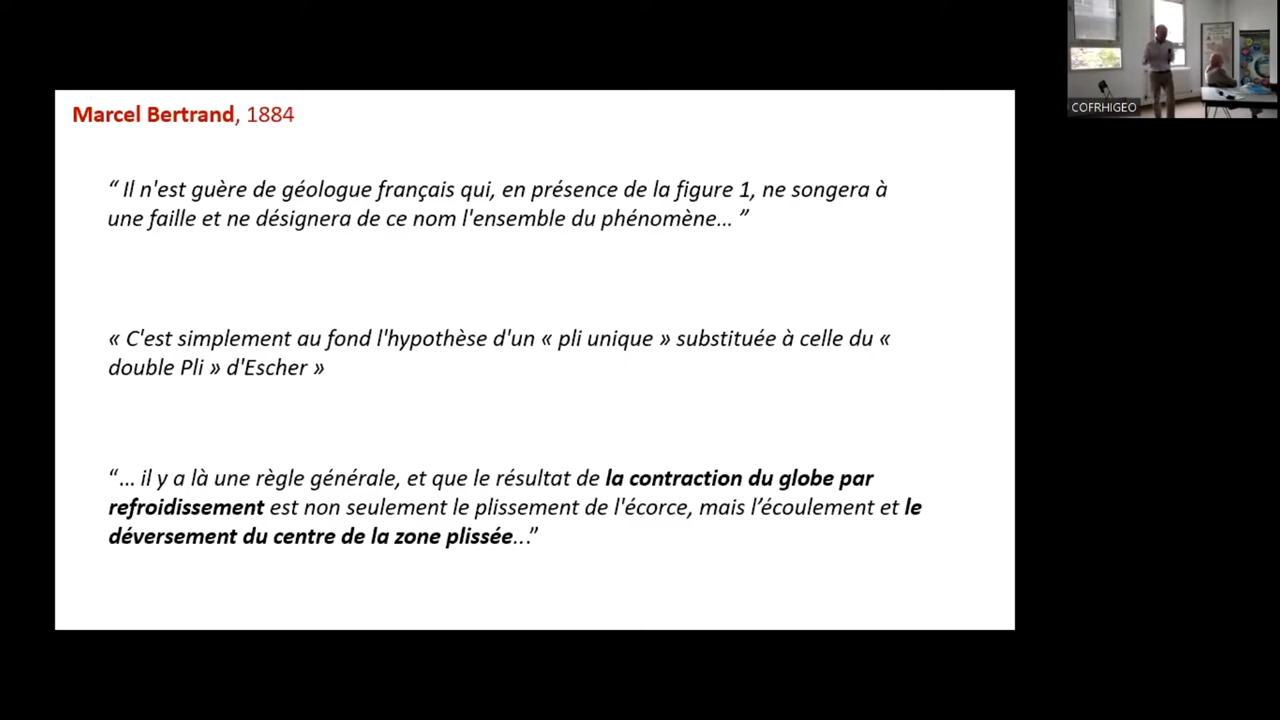 Marcel Bertrand, 1884
“ Il n'est guère de géologue français qui, en présence de la figure 1, ne songera à
une faille et ne désignera de ce nom l'ensemble du phénomène... ”
« C'est simplement au fond l'hypothèse d'un « pli unique » substituée à celle du «
double Pli » d'Escher »
“... il y a là une règle générale, et que le résultat de la contraction du globe par
refroidissement est non seulement le plissement de l'écorce, mais l’écoulement et le
déversement du centre de la zone plissée...”
COFRHIGEO